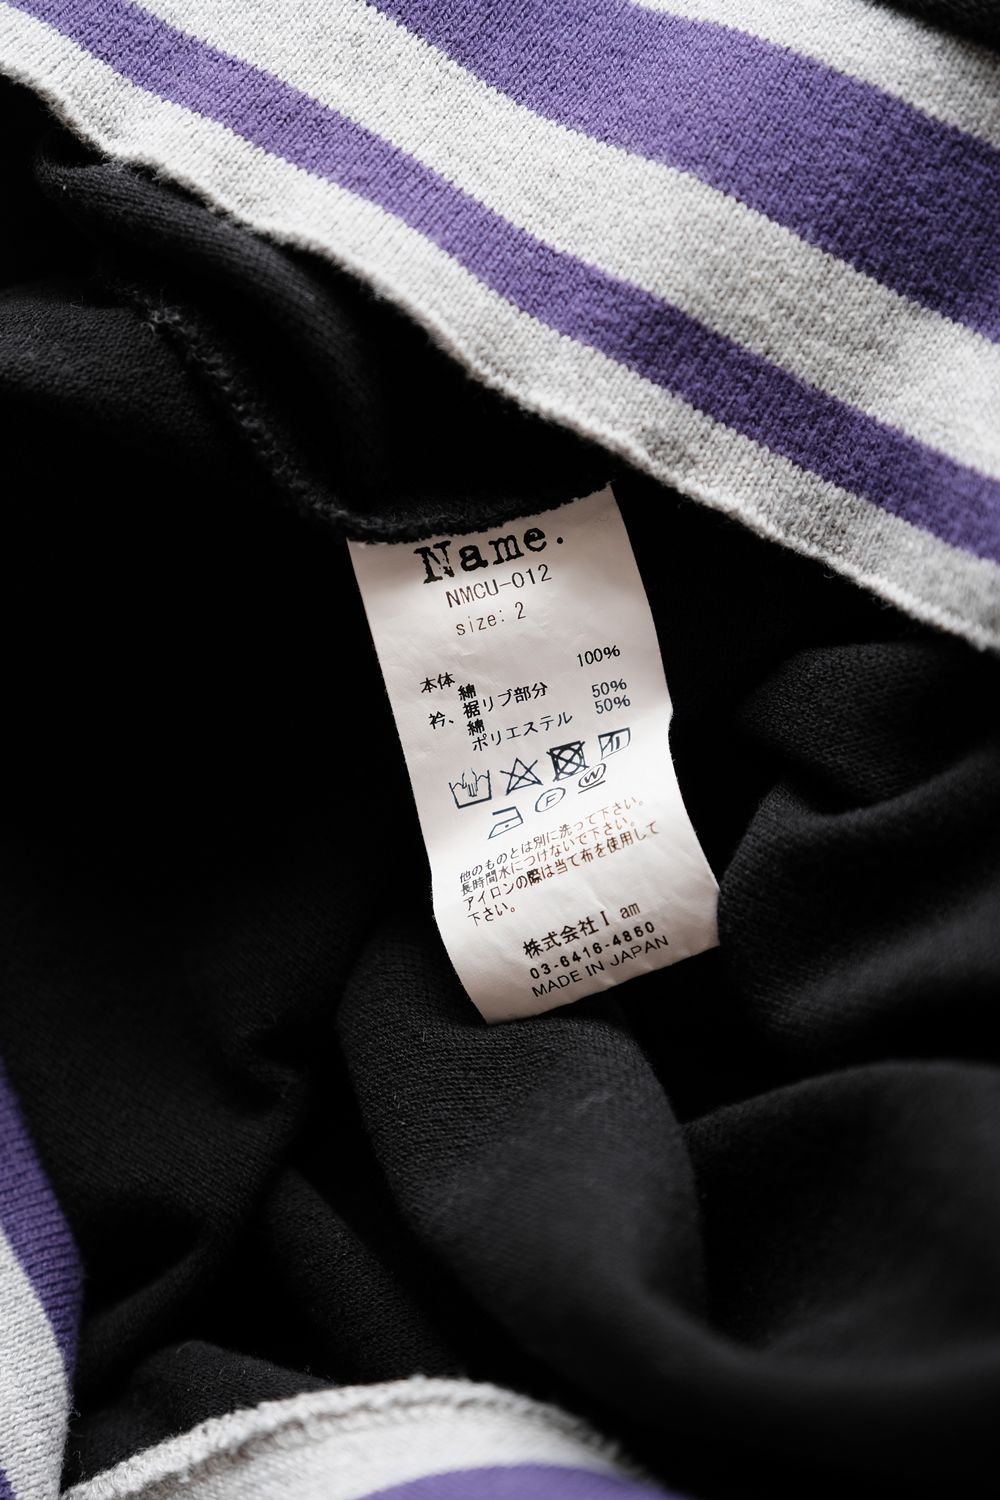 Name.
NMCU-012
size: 2
本体
綿 100%
衿、裾リブ部分
綿 50%
ポリエステル 50%
F W
他のものとは別に洗って下さい。
長時間水につけないで下さい。
アイロンの際は当て布を使用して
下さい。
株式会社I am
03-6416-4860
MADE IN JAPAN